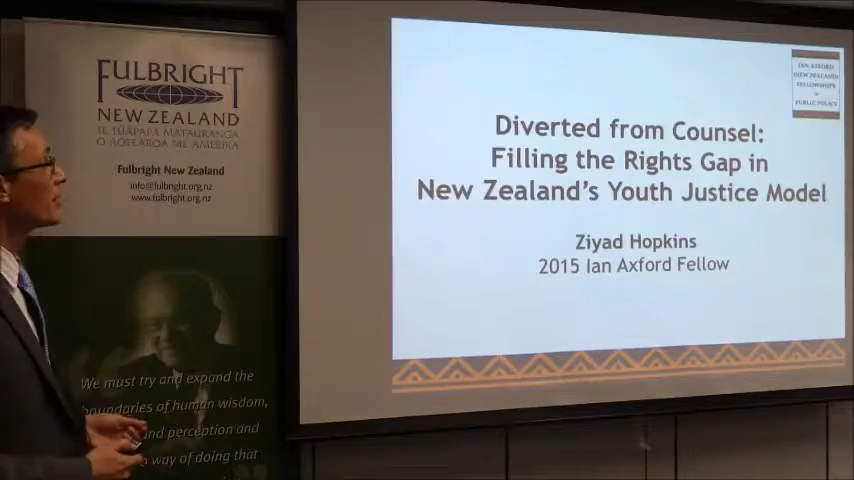 FULBRIGHT
NEW ZEALAND
TE TŪĀPAPA MĀTAURANGA
O AOTEAROA ME AMERIKA
Fulbright New Zealand
info@fulbright.org.nz
www.fulbright.org.nz
We must try and expand the
boundaries of human wisdom,
and perception and
way of doing that
IAN AXFORD
(NEW ZEALAND)
FELLOWSHIPS
in
PUBLIC POLICY
Diverted from Counsel:
Filling the Rights Gap in
New Zealand's Youth Justice Model
Ziyad Hopkins
2015 Ian Axford Fellow